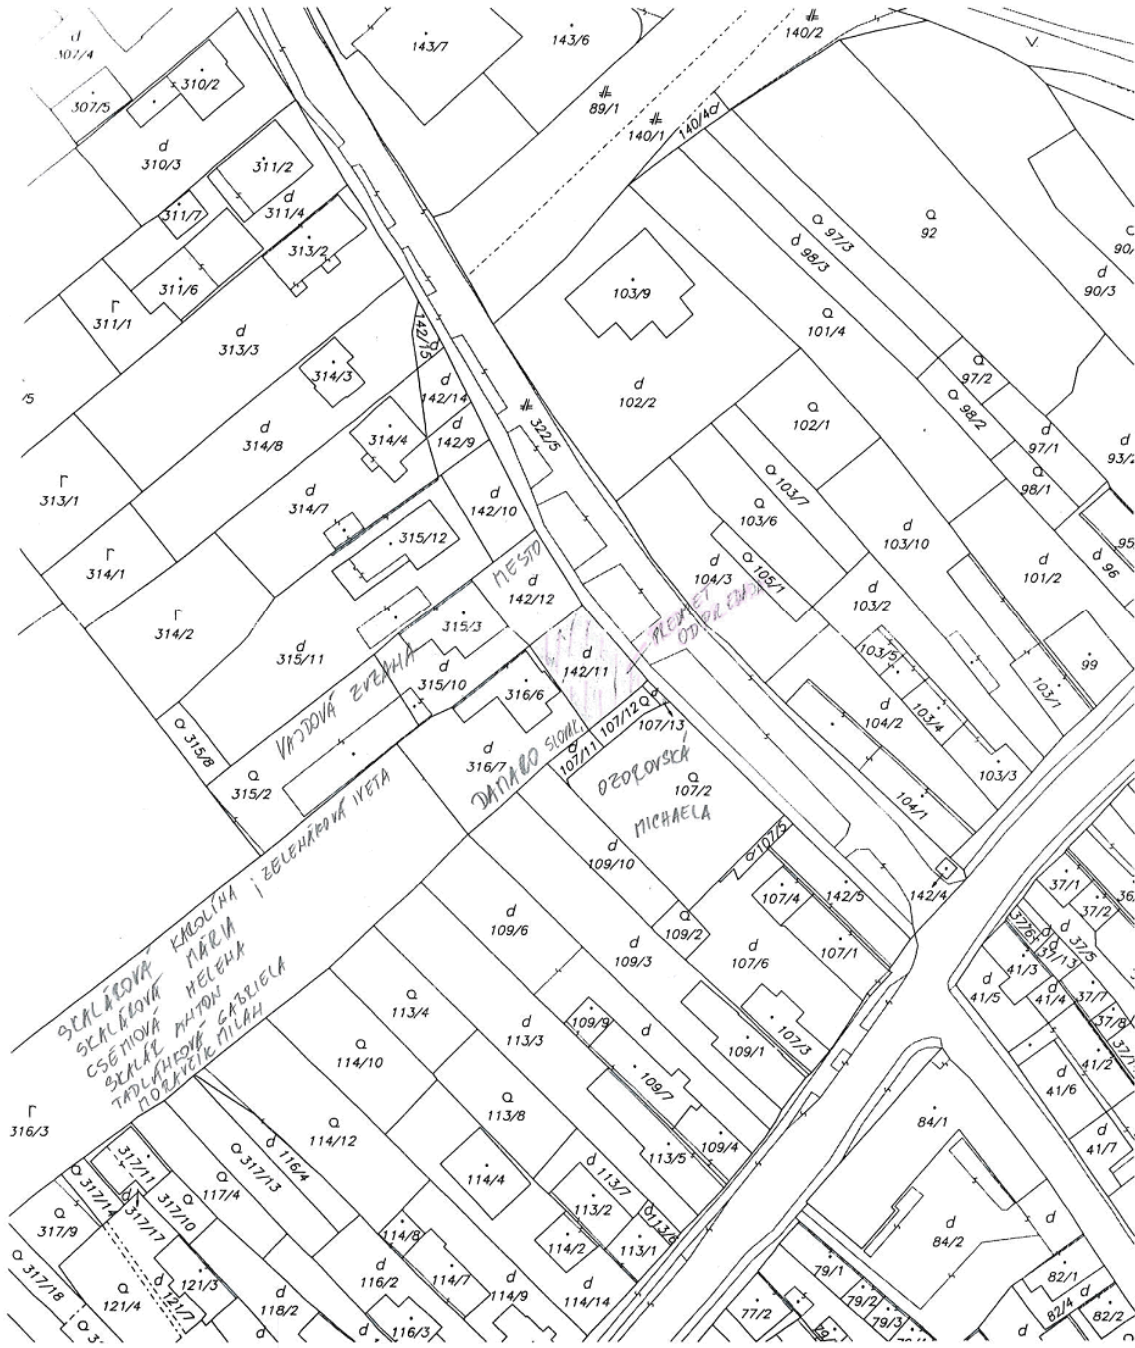 d
307/4
307/5
310/2
d
310/3
311/2
d
311/4
311/7
311/6
313/2
Γ
311/1
d
313/3
314/3
142/15
d
142/14
d
142/9
314/4
d
314/8
Γ
313/1
d
314/7
315/12
d
142/10
Γ
314/1
Γ
314/2
143/7
143/6
140/2
89/1
140/1
140/4d
Q
97/3
d
98/3
Q
92
d
90/3
103/9
Q
101/4
d
102/2
322/5
Q
97/2
Q
98/2
Q
102/1
d
97/1
Q
98/1
Q
103/7
Q
103/6
d
103/10
d
96
d
101/2
d
104/3
Q
105/1
d
103/2
103/5
99
103/1
d
104/2
103/4
103/3
104/1
MESTO
d
142/12
PREDMET
d
142/11
315/3
d
315/11
d
315/10
316/6
VAJDOVÁ ZUZANA
Q 315/8
Q
315/2
d
316/7
DAMARO
107/11
107/12
Q
d
107/13
OZOROVSKÁ
Q
107/2
MICHAELA
d
109/10
Q 107/5
107/4
142/5
142/4
107/1
d
107/6
Q
109/2
d
109/3
d
109/6
SKALÁROVÁ KAROLÍNA ; ZELENÁKOVÁ IVETA
SKALÁROVÁ MÁRIA
CSÉMIOVÁ HELENA
SKALÁR ANTON
GABRIELA
MORAVČÍK MILAN
Γ
316/3
Q
113/4
Q
114/10
d
113/3
109/9
d
109/1
107/3
109/7
109/4
113/5
Q
113/8
Q
114/12
114/4
d
116/4
Q
317/13
317/11
Q
117/4
Q
317/14
317/10
d
317/17
Q
317/9
Q 317/18
Q
121/4
121/3
d
121/7
d
118/2
114/8
d
116/2
114/7
116/3
d
114/9
d
114/14
114/2
113/2
d
113/7
Q
113/6
113/1
37/1
37/2
37/6
d
37/13
d
37/5
41/3
d
41/5
d
41/4
37/7
37/8
41/2
d
41/6
d
41/7
84/1
d
84/2
d
82/1
d
82/4
82/2
79/1
79/2
79/3
77/2
d